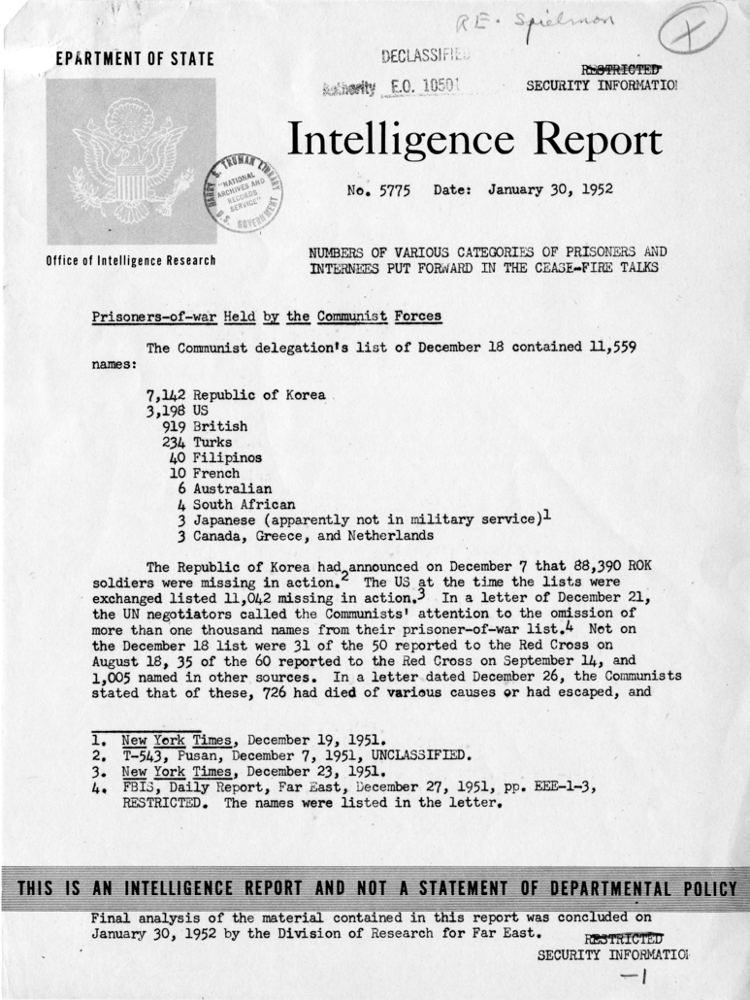 RE. Spielman
EPARTMENT OF STATE
DECLASSIFIED
Authority E.O. 10501
RESTRICTED
SECURITY INFORMATIO
Intelligence Report
HARRY S. TRUMAN LIBRARY
"NATIONAL
ARCHIVES AND
RECORDS
SERVICE"
U.S. GOVERNMENT
No. 5775 Date: January 30, 1952
Office of Intelligence Research
NUMBERS OF VARIOUS CATEGORIES OF PRISONERS AND
INTERNEES PUT FORWARD IN THE CEASE-FIRE TALKS
Prisoners-of-war Held by the Communist Forces
The Communist delegation's list of December 18 contained 11,559
names:
7,142 Republic of Korea
3,198 US
919 British
234 Turks
40 Filipinos
10 French
6 Australian
4 South African
3 Japanese (apparently not in military service)1
3 Canada, Greece, and Netherlands
The Republic of Korea had announced on December 7 that 88,390 ROK
soldiers were missing in action.2 The US at the time the lists were
exchanged listed 11,042 missing in action.3 In a letter of December 21,
the UN negotiators called the Communists' attention to the omission of
more than one thousand names from their prisoner-of-war list.4 Not on
the December 18 list were 31 of the 50 reported to the Red Cross on
August 18, 35 of the 60 reported to the Red Cross on September 14, and
1,005 named in other sources. In a letter dated December 26, the Communists
stated that of these, 726 had died of various causes or had escaped, and
1. New York Times, December 19, 1951.
2. T-543, Pusan, December 7, 1951, UNCLASSIFIED.
3. New York Times, December 23, 1951.
4. FBIS, Daily Report, Far East, December 27, 1951, pp. EEE-1-3,
RESTRICTED. The names were listed in the letter.
THIS IS AN INTELLIGENCE REPORT AND NOT A STATEMENT OF DEPARTMENTAL POLICY
Final analysis of the material contained in this report was concluded on
January 30, 1952 by the Division of Research for Far East.
RESTRICTED
SECURITY INFORMATIO
-1